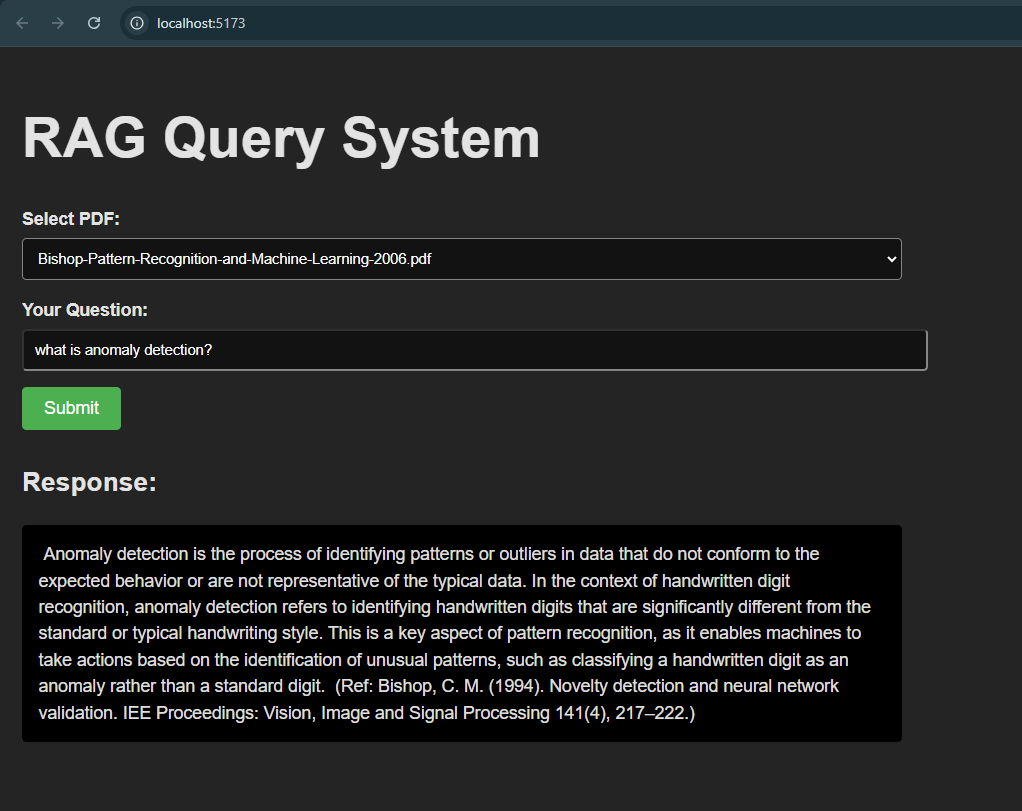 localhost:5173
RAG Query System
Select PDF:
Bishop-Pattern-Recognition-and-Machine-Learning-2006.pdf
Your Question:
what is anomaly detection?
Submit
Response:
Anomaly detection is the process of identifying patterns or outliers in data that do not conform to the
expected behavior or are not representative of the typical data. In the context of handwritten digit
recognition, anomaly detection refers to identifying handwritten digits that are significantly different from the
standard or typical handwriting style. This is a key aspect of pattern recognition, as it enables machines to
take actions based on the identification of unusual patterns, such as classifying a handwritten digit as an
anomaly rather than a standard digit.  (Ref: Bishop, C. M. (1994). Novelty detection and neural network
validation. IEE Proceedings: Vision, Image and Signal Processing 141(4), 217–222.)